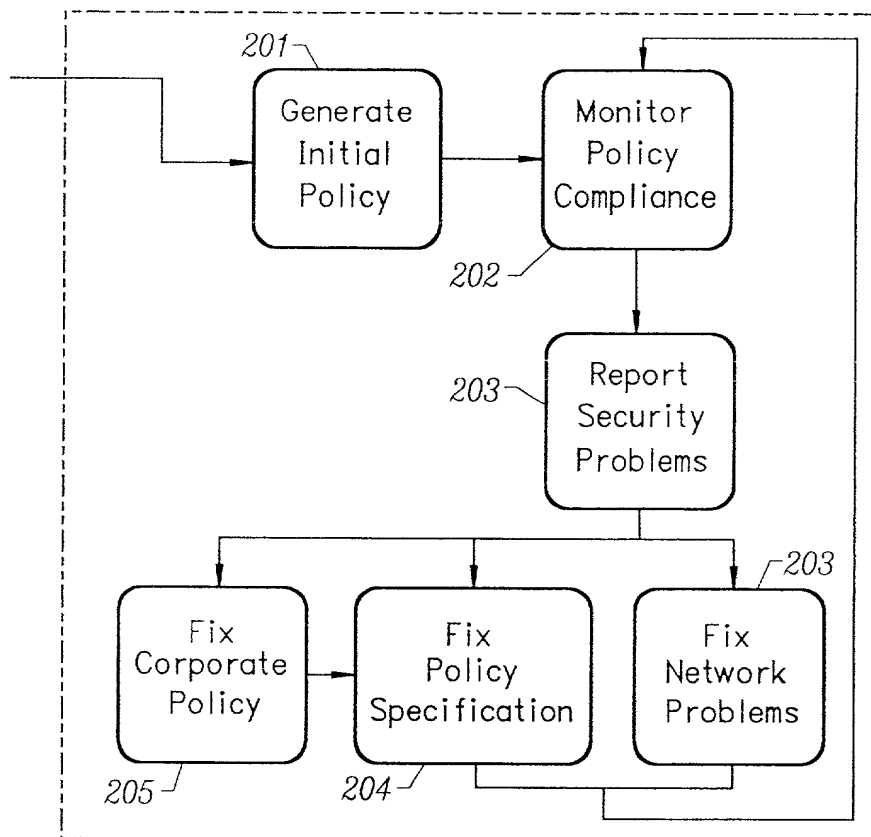 201
Generate
Initial
Policy
Monitor
Policy
Compliance
202
203
Report
Security
Problems
203
Fix
Corporate
Policy
205
Fix
Policy
Specification
204
Fix
Network
Problems